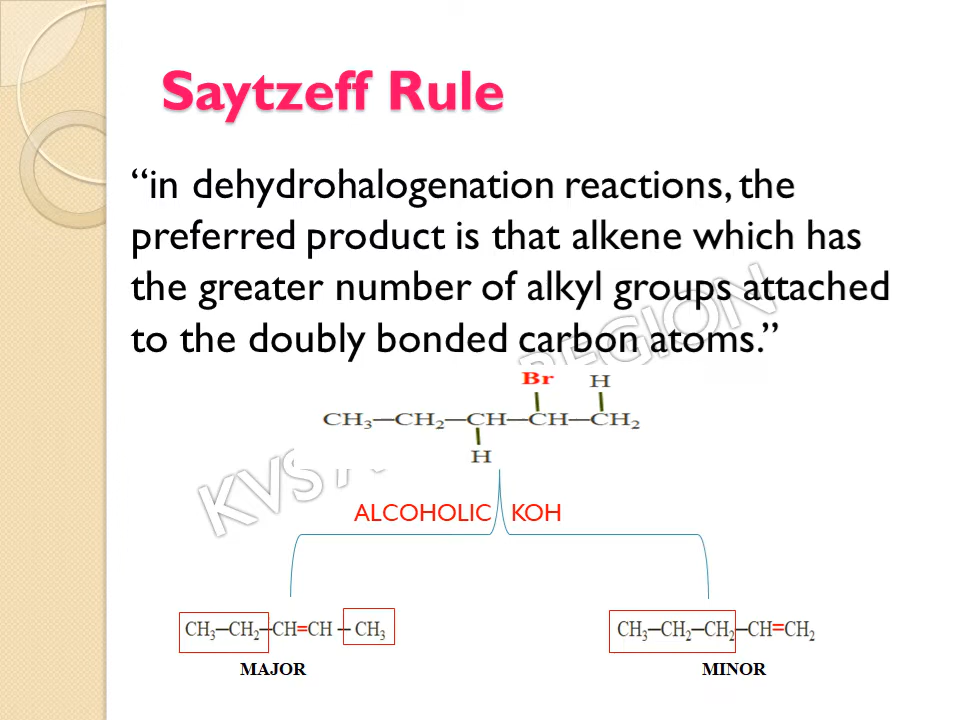 Saytzeff Rule
“in dehydrohalogenation reactions, the
preferred product is that alkene which has
the greater number of alkyl groups attached
to the doubly bonded carbon atoms.”
Br H
CH₃—CH₂—CH—CH—CH₂
H
ALCOHOLIC KOH
CH₃—CH₂—CH=CH—CH₃
CH₃—CH₂—CH₂—CH=CH₂
MAJOR
MINOR
KVS
REGION